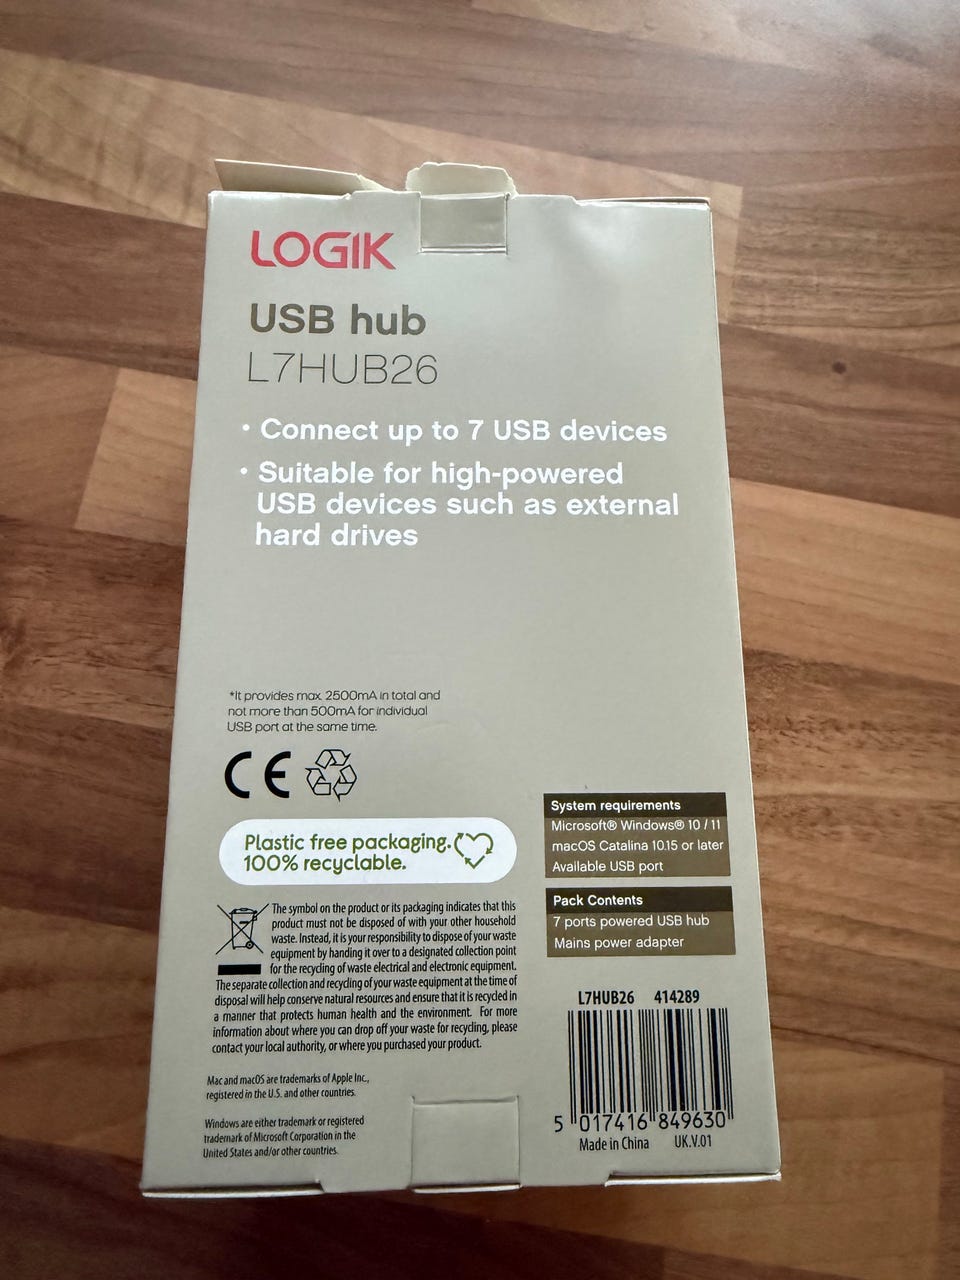 LOGIK
USB hub
L7HUB26
• Connect up to 7 USB devices
• Suitable for high-powered
USB devices such as external
hard drives
*It provides max. 2500mA in total and
not more than 500mA for individual
USB port at the same time.
CE
Plastic free packaging.
100% recyclable.
The symbol on the product or its packaging indicates that this
product must not be disposed of with your other household
waste. Instead, it is your responsibility to dispose of your waste
equipment by handing it over to a designated collection point
for the recycling of waste electrical and electronic equipment.
The separate collection and recycling of your waste equipment at the time of
disposal will help conserve natural resources and ensure that it is recycled in
a manner that protects human health and the environment. For more
information about where you can drop off your waste for recycling, please
contact your local authority, or where you purchased your product.
Mac and macOS are trademarks of Apple Inc.,
registered in the U.S. and other countries.
Windows are either trademark or registered
trademark of Microsoft Corporation in the
United States and/or other countries.
System requirements
Microsoft® Windows® 10 / 11
macOS Catalina 10.15 or later
Available USB port
Pack Contents
7 ports powered USB hub
Mains power adapter
L7HUB26 414289
5 017416 849630
Made in China UK.V.01